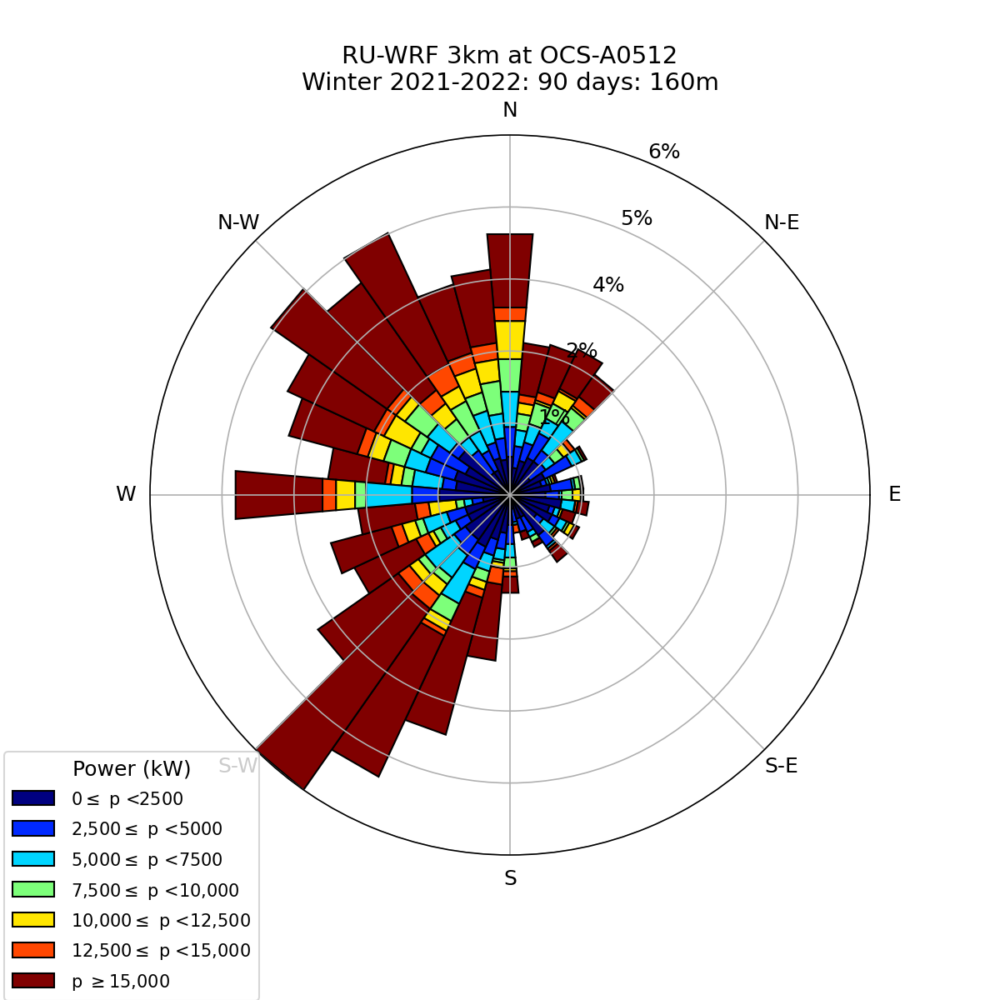 RU-WRF 3km at OCS-A0512
Winter 2021-2022: 90 days: 160m
N
6%
5%
N-W
N-E
4%
2%
1%
W
E
S-W
S-E
S
Power (kW)
0≤ p <2500
2,500≤ p <5000
5,000≤ p <7500
7,500≤ p <10,000
10,000≤ p <12,500
12,500≤ p <15,000
p ≥15,000